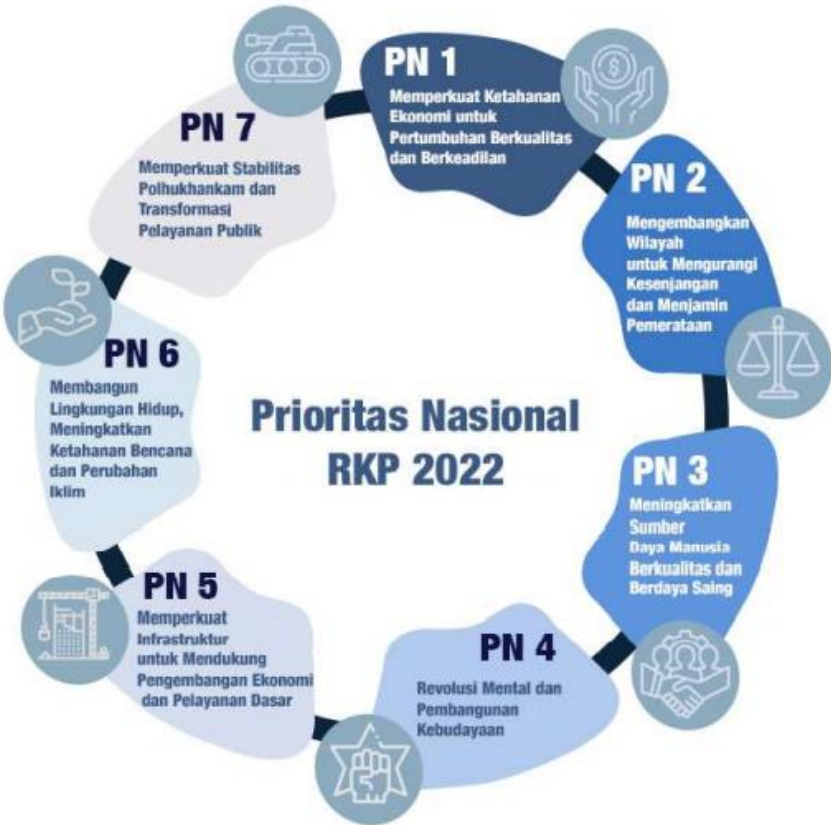 PN 1
Memperkuat Ketahanan
Ekonomi untuk
Pertumbuhan Berkualitas
dan Berkeadilan
PN 2
Mengembangkan
Wilayah
untuk Mengurangi
Kesenjangan
dan Menjamin
Pemerataan
PN 3
Meningkatkan
Sumber
Daya Manusia
Berkualitas dan
Berdaya Saing
PN 4
Revolusi Mental dan
Pembangunan
Kebudayaan
PN 5
Memperkuat
Infrastruktur
untuk Mendukung
Pengembangan Ekonomi
dan Pelayanan Dasar
PN 6
Membangun
Lingkungan Hidup,
Meningkatkan
Ketahanan Bencana
dan Perubahan
Iklim
PN 7
Memperkuat Stabilitas
Polhukhankam dan
Transformasi
Pelayanan Publik
Prioritas Nasional
RKP 2022